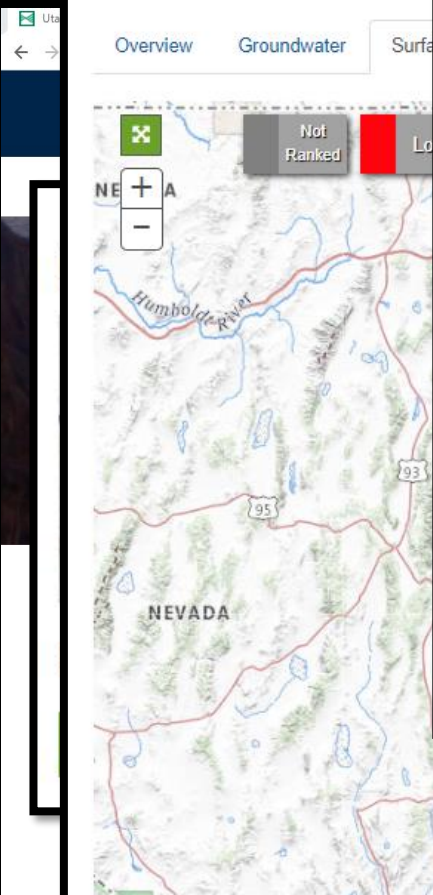 Uta
Overview Groundwater Surfa
Not
Ranked
Lo
NE A
+
−
Humboldt River
93
95
NEVADA